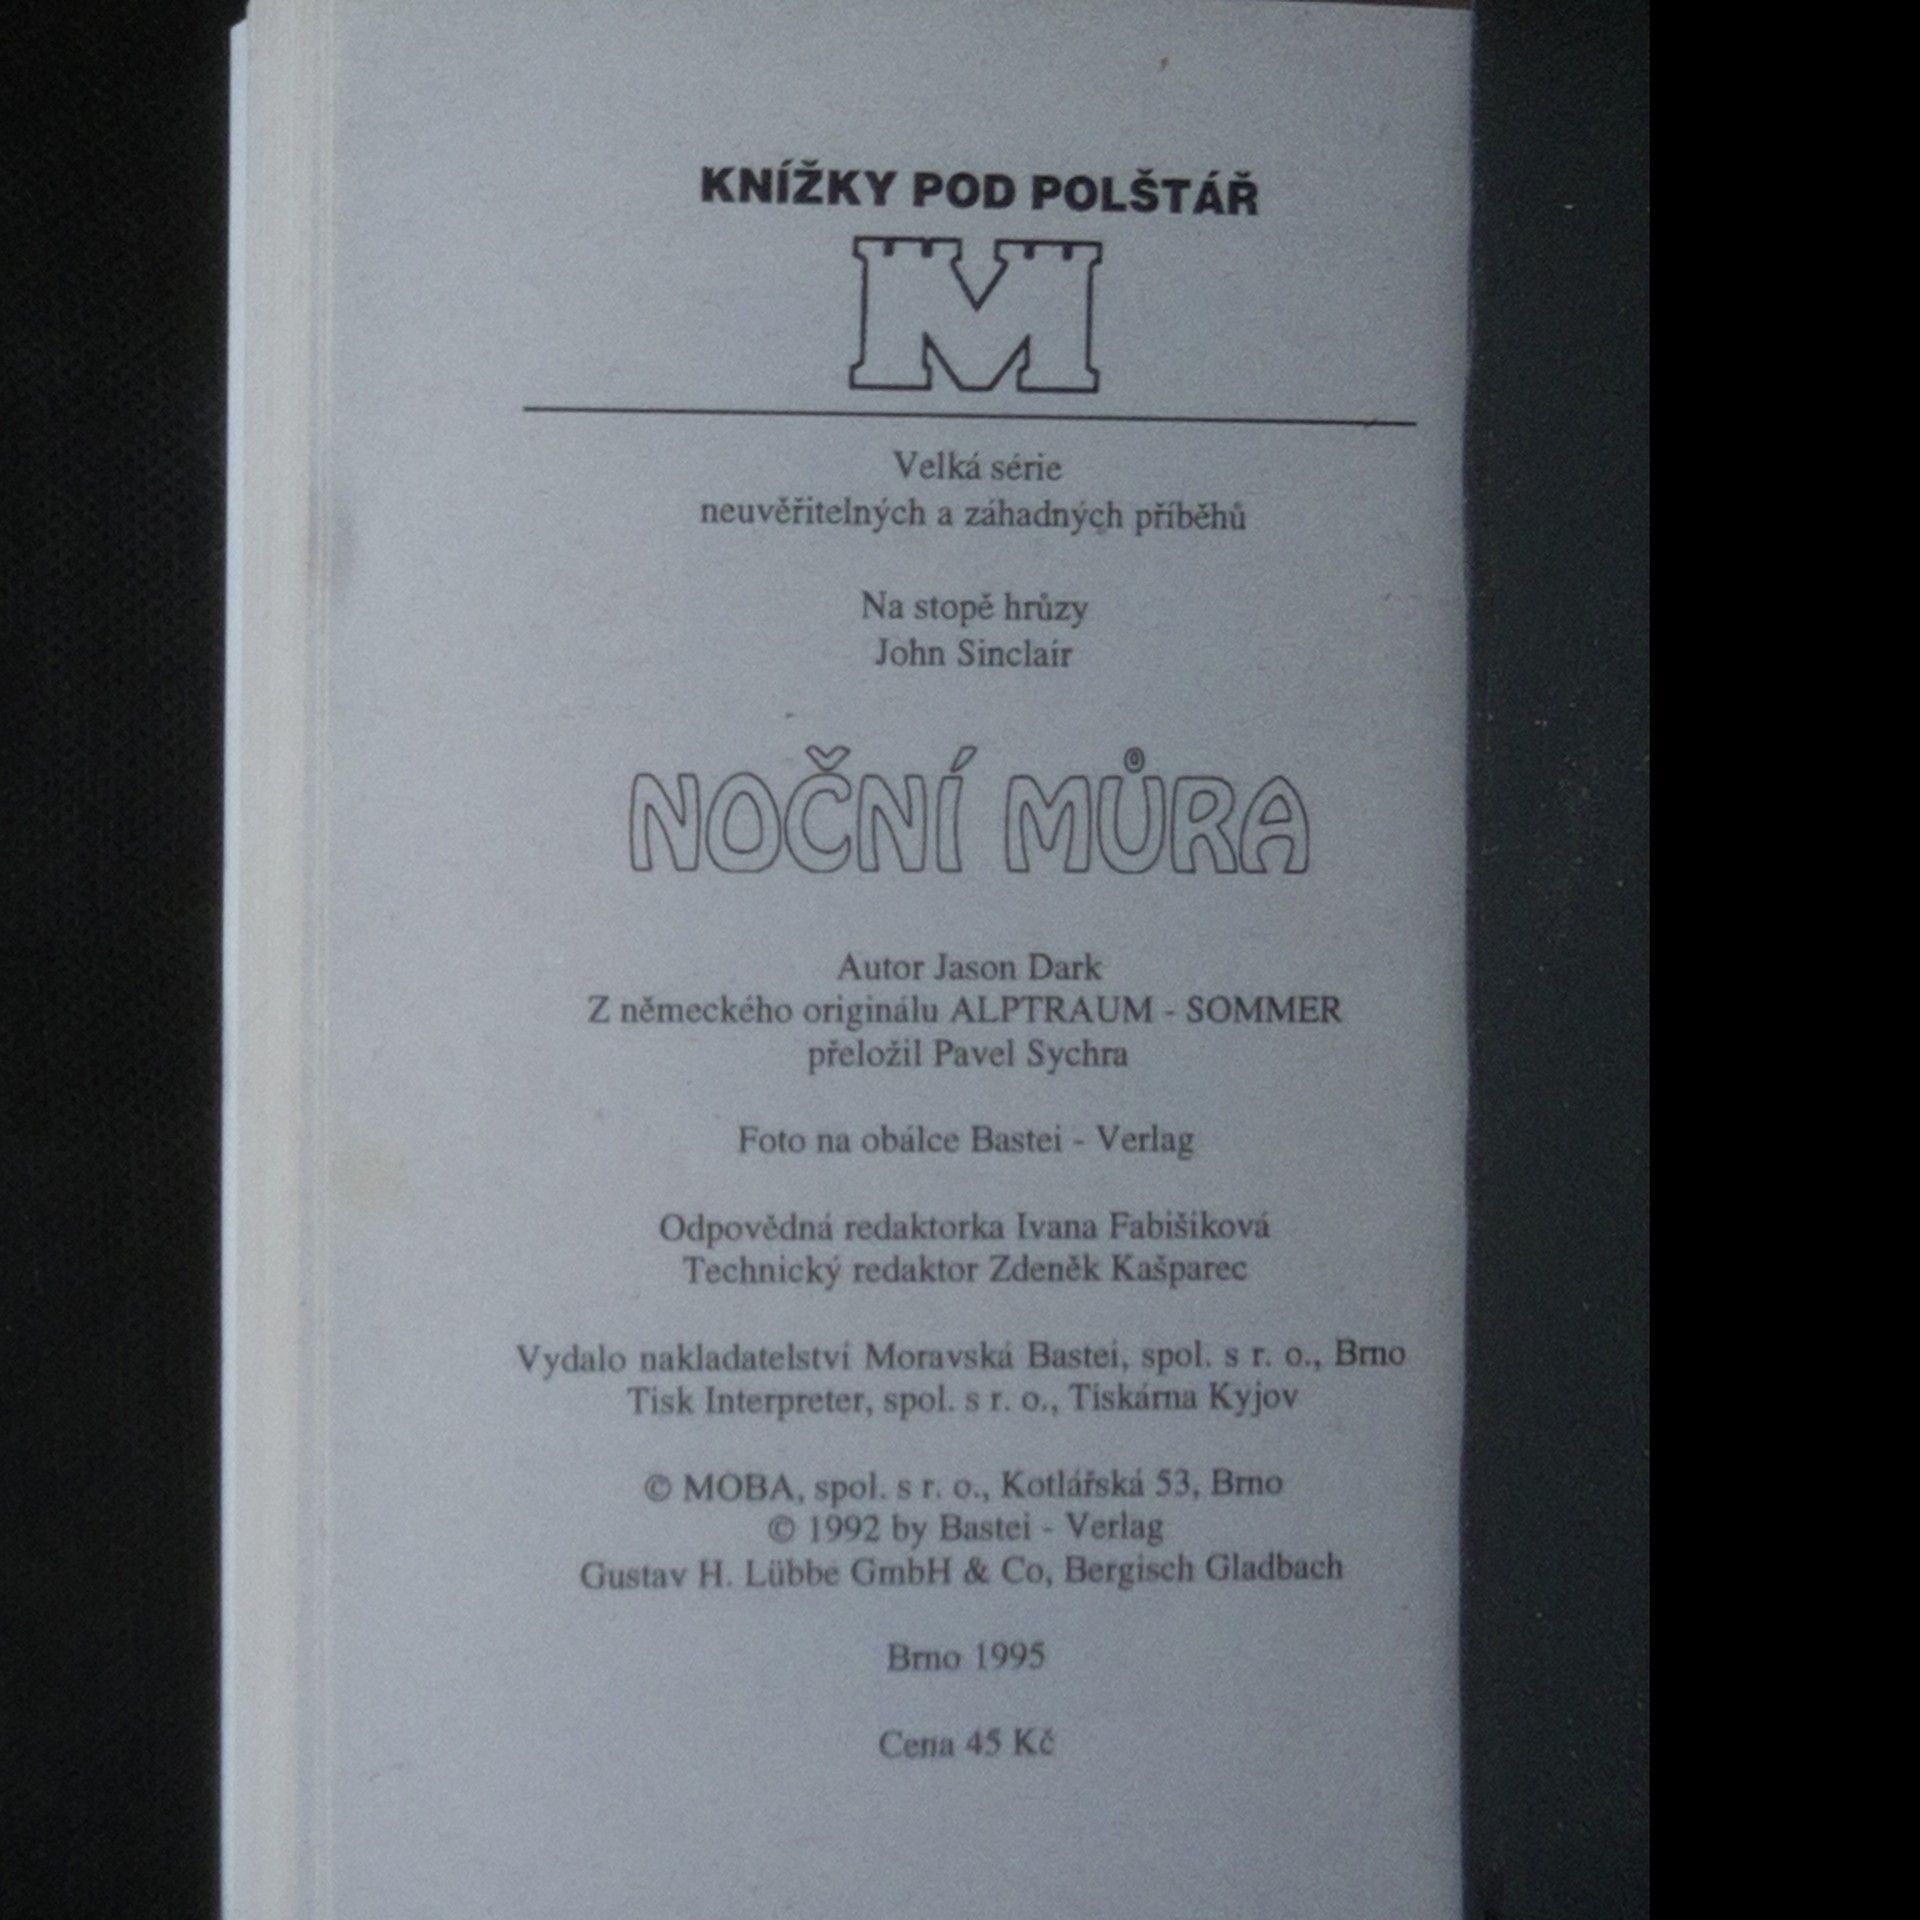 KNÍŽKY POD POLŠTÁŘ
M
Velká série
neuvěřitelných a záhadných příběhů
Na stopě hrůzy
John Sinclair
NOČNÍ MŮRA
Autor Jason Dark
Z německého originálu ALPTRAUM - SOMMER
přeložil Pavel Sychra
Foto na obálce Bastei - Verlag
Odpovědná redaktorka Ivana Fabišiková
Technický redaktor Zdeněk Kašparec
Vydalo nakladatelství Moravská Bastei, spol. s r. o., Brno
Tisk Interpreter, spol. s r. o., Tiskárna Kyjov
© MOBA, spol. s r. o., Kotlářská 53, Brno
© 1992 by Bastei - Verlag
Gustav H. Lübbe GmbH & Co, Bergisch Gladbach
Brno 1995
Cena 45 Kč